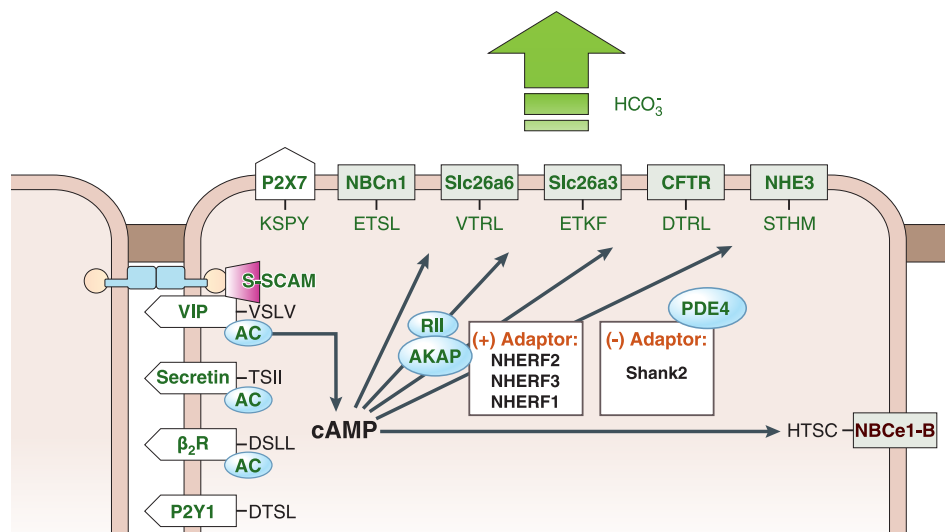 HCO3-
P2X7
NBCn1
Slc26a6
Slc26a3
CFTR
NHE3
KSPY
ETSL
VTRL
ETKF
DTRL
STHM
S-SCAM
VIP
VSLV
AC
Secretin
TSII
AC
β2R
DSLL
AC
P2Y1
DTSL
cAMP
RII
AKAP
(+) Adaptor:
NHERF2
NHERF3
NHERF1
PDE4
(-) Adaptor:
Shank2
HTSC
NBCe1-B